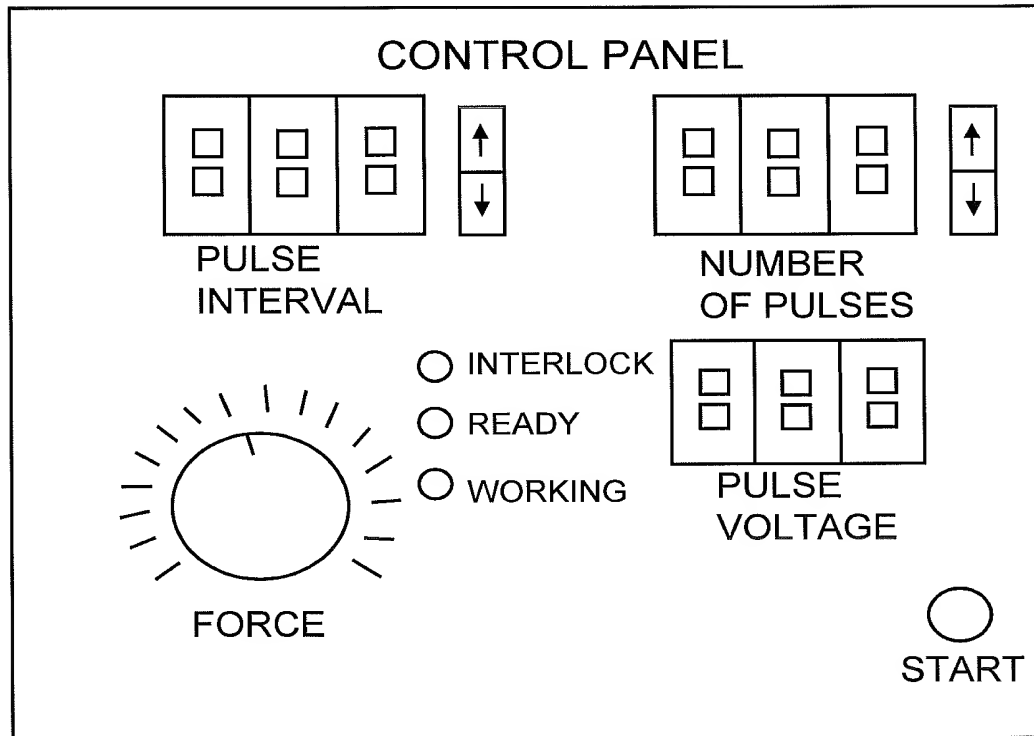 CONTROL PANEL
PULSE
INTERVAL
NUMBER
OF PULSES
INTERLOCK
READY
WORKING
PULSE
VOLTAGE
FORCE
START